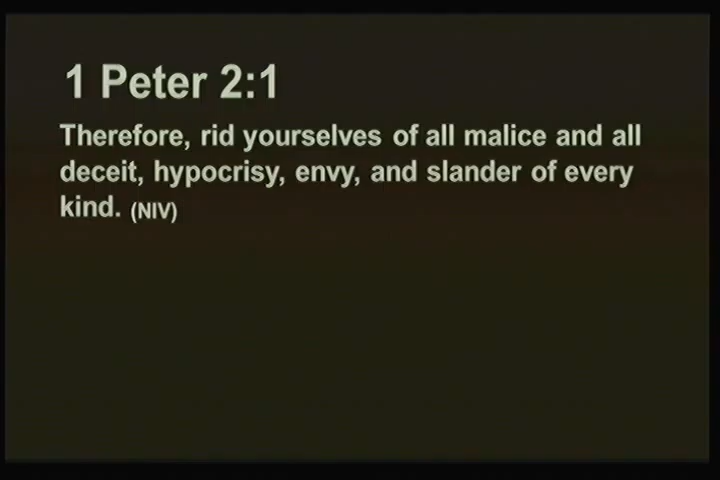 1 Peter 2:1
Therefore, rid yourselves of all malice and all
deceit, hypocrisy, envy, and slander of every
kind. (NIV)